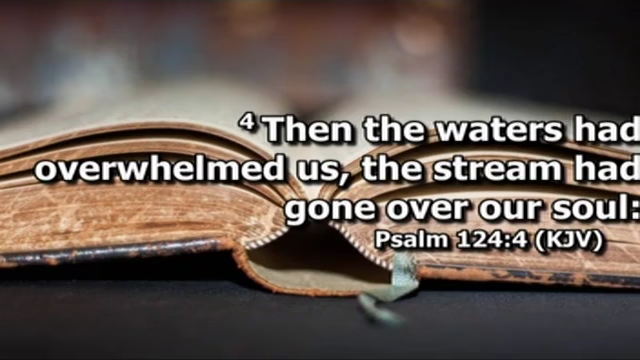 4 Then the waters had
overwhelmed us, the stream had
gone over our soul:
Psalm 124:4 (KJV)